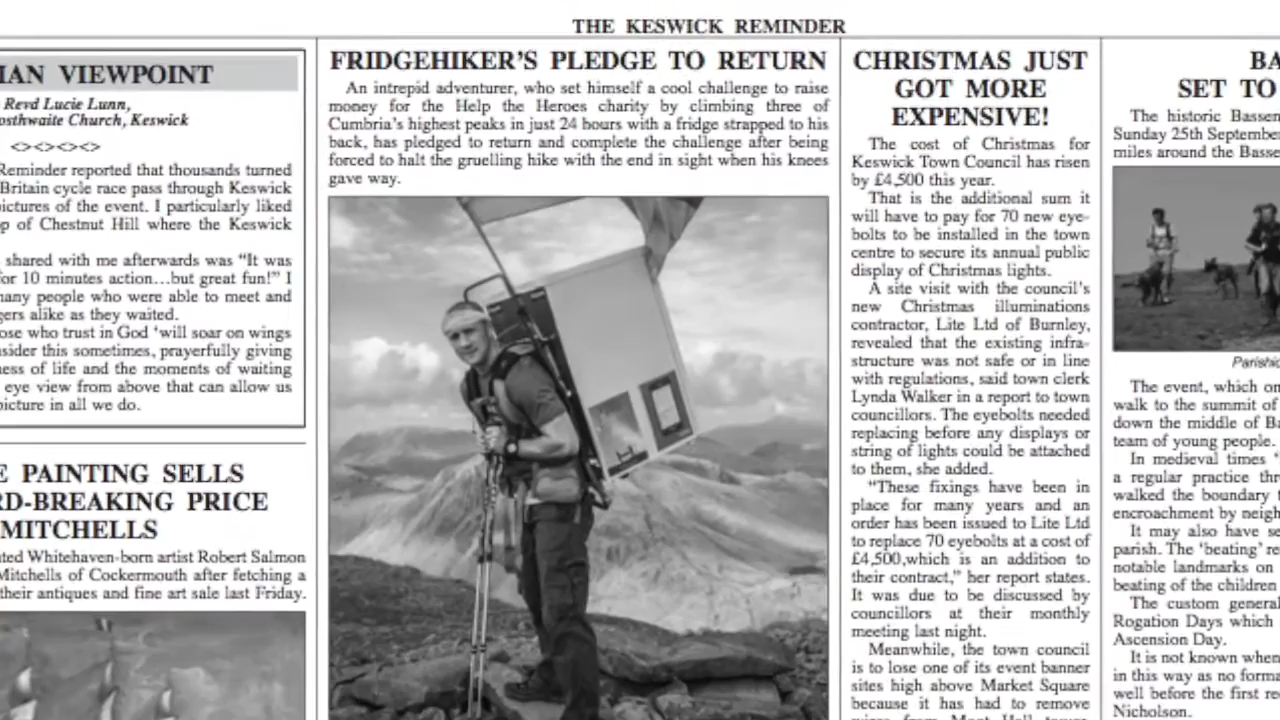 THE KESWICK REMINDER
IAN VIEWPOINT
Revd Lucie Lunn,
osthwaite Church, Keswick
<><><><>
Reminder reported that thousands turned
Britain cycle race pass through Keswick
pictures of the event. I particularly liked
p of Chestnut Hill where the Keswick
shared with me afterwards was “It was
for 10 minutes action...but great fun!” I
many people who were able to meet and
gers alike as they waited.
ose who trust in God ‘will soar on wings
sider this sometimes, prayerfully giving
ness of life and the moments of waiting
eye view from above that can allow us
picture in all we do.
E PAINTING SELLS
RD-BREAKING PRICE
MITCHELLS
ted Whitehaven-born artist Robert Salmon
Mitchells of Cockermouth after fetching a
their antiques and fine art sale last Friday.
FRIDGEHIKER’S PLEDGE TO RETURN
An intrepid adventurer, who set himself a cool challenge to raise
money for the Help the Heroes charity by climbing three of
Cumbria’s highest peaks in just 24 hours with a fridge strapped to his
back, has pledged to return and complete the challenge after being
forced to halt the gruelling hike with the end in sight when his knees
gave way.
CHRISTMAS JUST
GOT MORE
EXPENSIVE!
The cost of Christmas for
Keswick Town Council has risen
by £4,500 this year.
That is the additional sum it
will have to pay for 70 new eye-
bolts to be installed in the town
centre to secure its annual public
display of Christmas lights.
A site visit with the council’s
new Christmas illuminations
contractor, Lite Ltd of Burnley,
revealed that the existing infra-
structure was not safe or in line
with regulations, said town clerk
Lynda Walker in a report to town
councillors. The eyebolts needed
replacing before any displays or
string of lights could be attached
to them, she added.
“These fixings have been in
place for many years and an
order has been issued to Lite Ltd
to replace 70 eyebolts at a cost of
£4,500,which is an addition to
their contract,” her report states.
It was due to be discussed by
councillors at their monthly
meeting last night.
Meanwhile, the town council
is to lose one of its event banner
sites high above Market Square
because it has had to remove
wires from Moot Hall tower,
BA
SET TO
The historic Bassen
Sunday 25th September
miles around the Basse
Parishio
The event, which on
walk to the summit of
down the middle of Ba
team of young people.
In medieval times ‘
a regular practice thr
walked the boundary
encroachment by neigh
It may also have se
parish. The ‘beating’ re
notable landmarks on
beating of the children
The custom general
Rogation Days which
Ascension Day.
It is not known when
in this way as no forma
well before the first re
Nicholson.